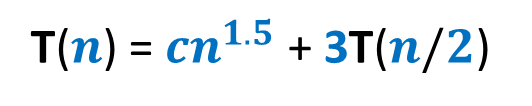 T(n) = cn^1.5 + 3T(n/2)